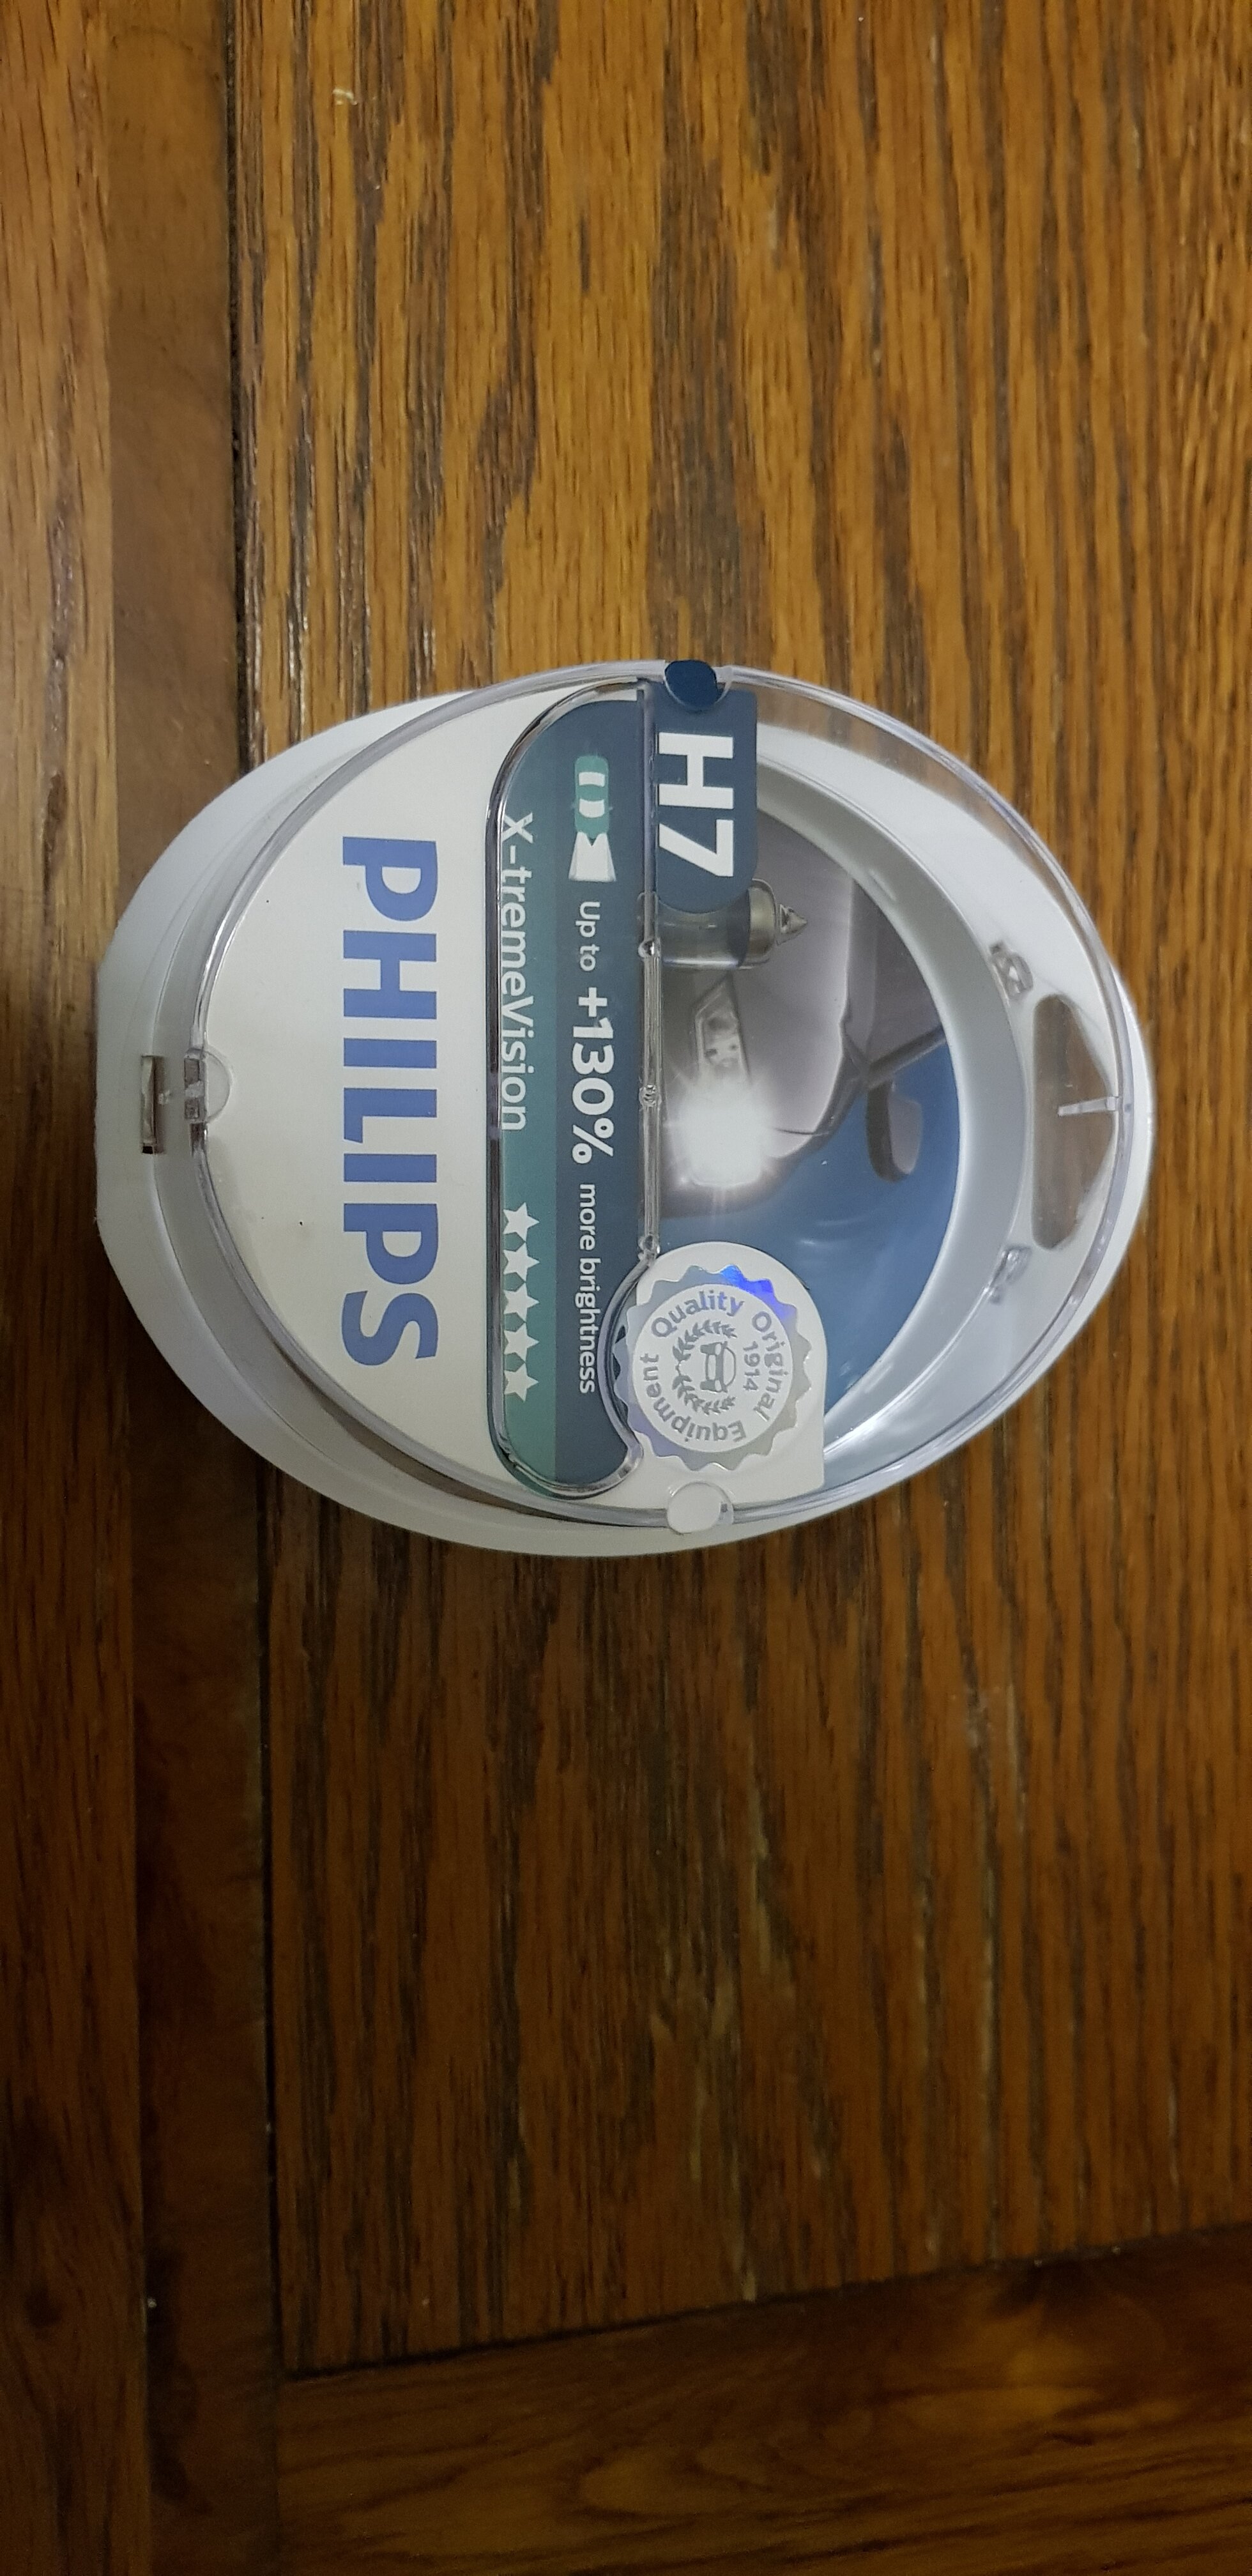 H7
Quality Original Equipment
1914
Up to +130% more brightness
X-tremeVision
PHILIPS